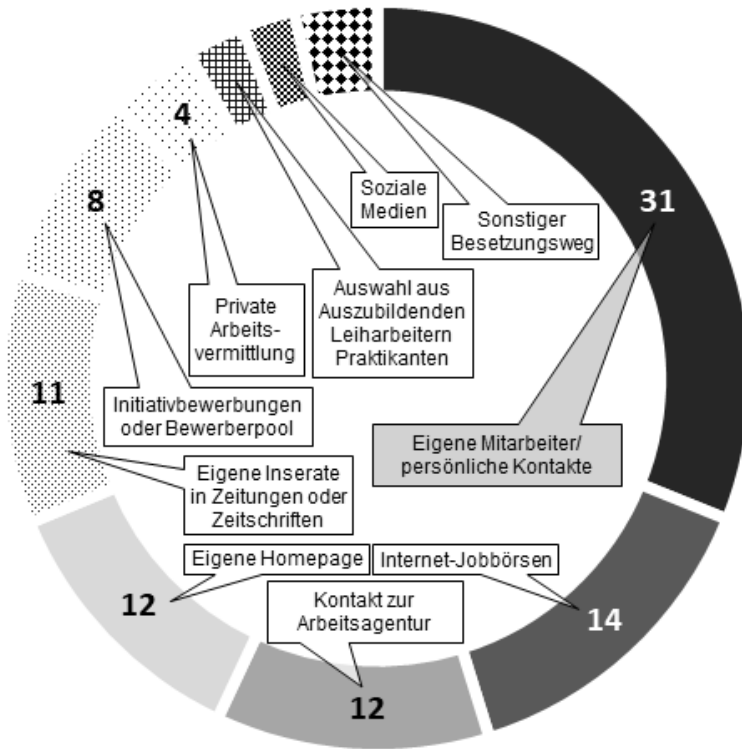 4
8
31
Soziale
Medien
Sonstiger
Besetzungsweg
Private
Arbeits-
vermittlung
Auswahl aus
Auszubildenden
Leiharbeitern
Praktikanten
11
Initiativbewerbungen
oder Bewerberpool
Eigene Mitarbeiter/
persönliche Kontakte
Eigene Inserate
in Zeitungen oder
Zeitschriften
Eigene Homepage
Internet-Jobbörsen
12
Kontakt zur
Arbeitsagentur
14
12